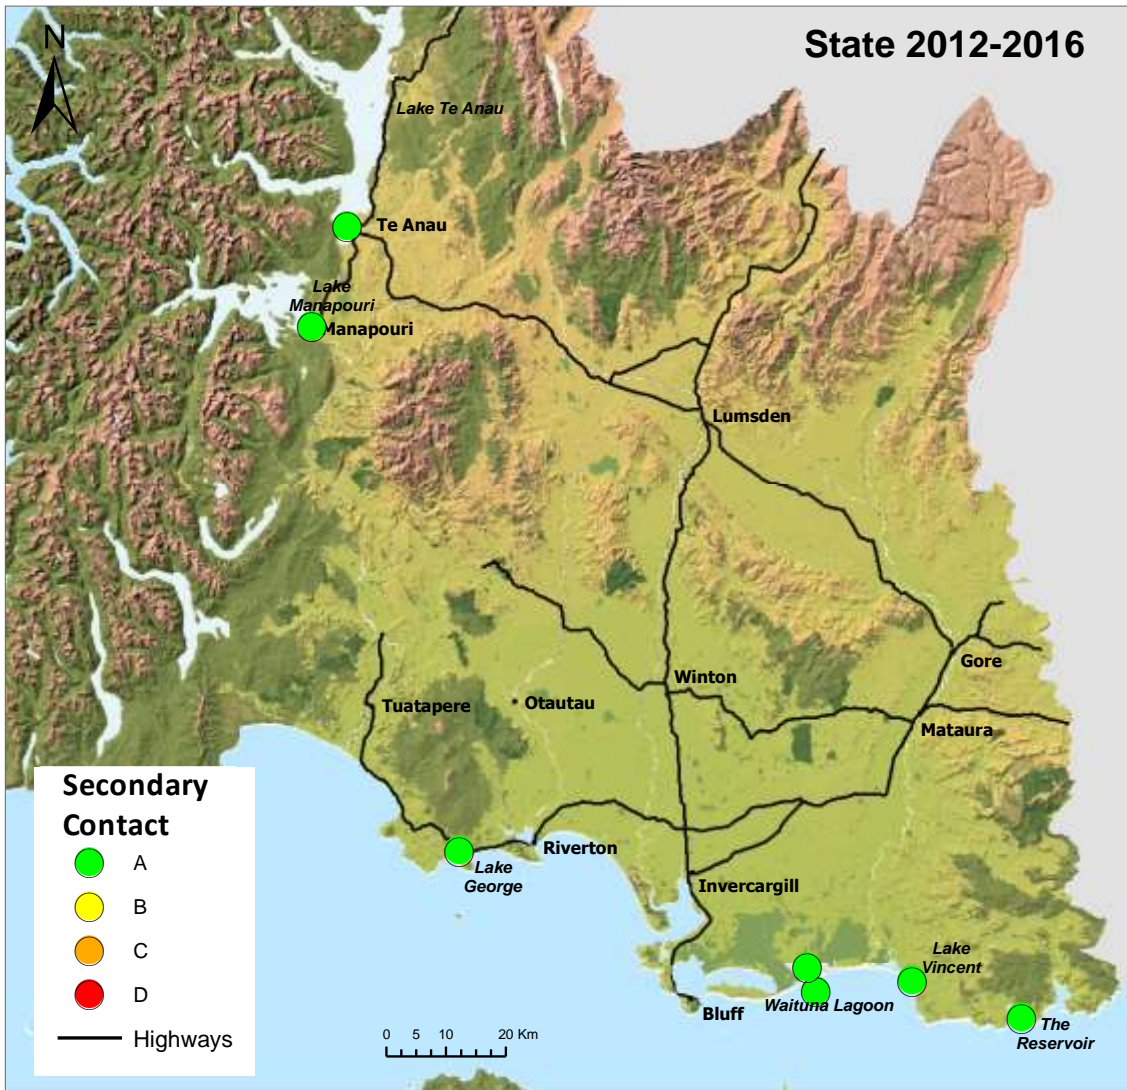 State 2012-2016
N
Lake Te Anau
Te Anau
Lake
Manapouri
Manapouri
Lumsden
Gore
Winton
Tuatapere
Otautau
Mataura
Secondary
Contact
A
B
C
D
Highways
Riverton
Lake
George
Invercargill
Lake
Vincent
Waituna Lagoon
Bluff
The
Reservoir
0 5 10 20 Km